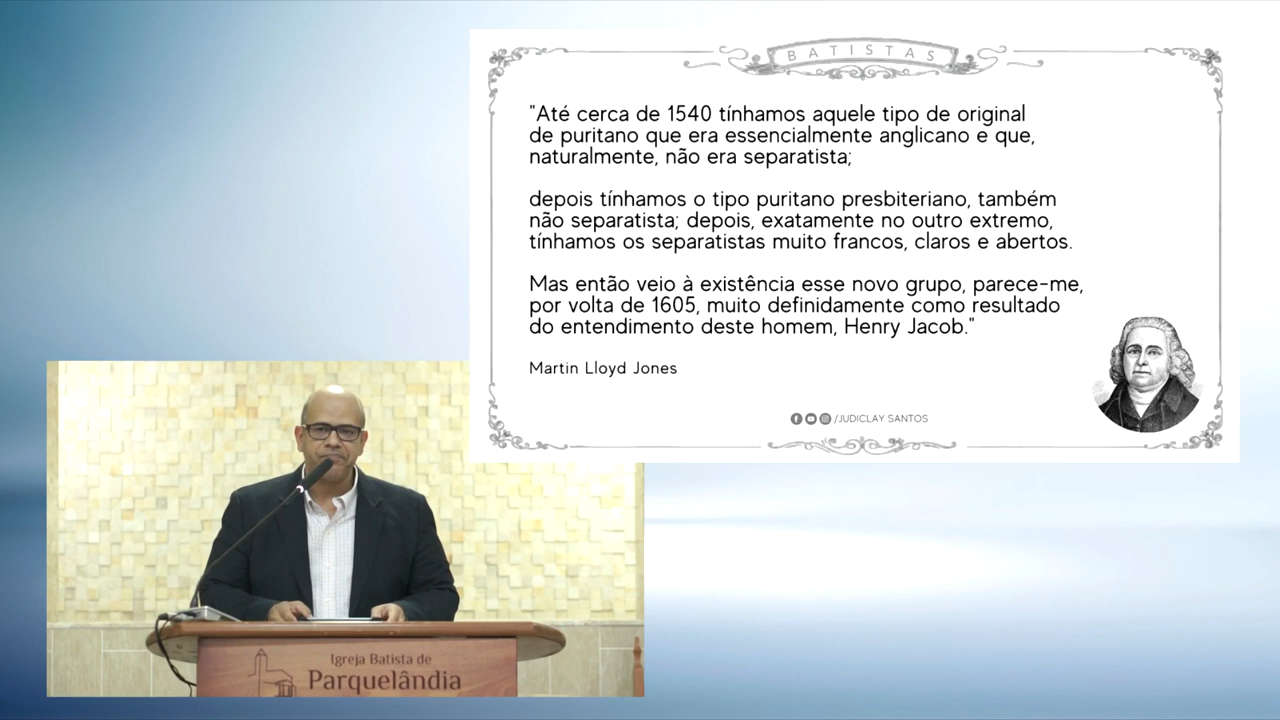 BATISTAS
"Até cerca de 1540 tínhamos aquele tipo de original
de puritano que era essencialmente anglicano e que,
naturalmente, não era separatista;
depois tínhamos o tipo puritano presbiteriano, também
não separatista; depois, exatamente no outro extremo,
tínhamos os separatistas muito francos, claros e abertos.
Mas então veio à existência esse novo grupo, parece-me,
por volta de 1605, muito definidamente como resultado
do entendimento deste homem, Henry Jacob."
Martin Lloyd Jones
/JUDICLAY SANTOS
Igreja Batista de
Parquelândia